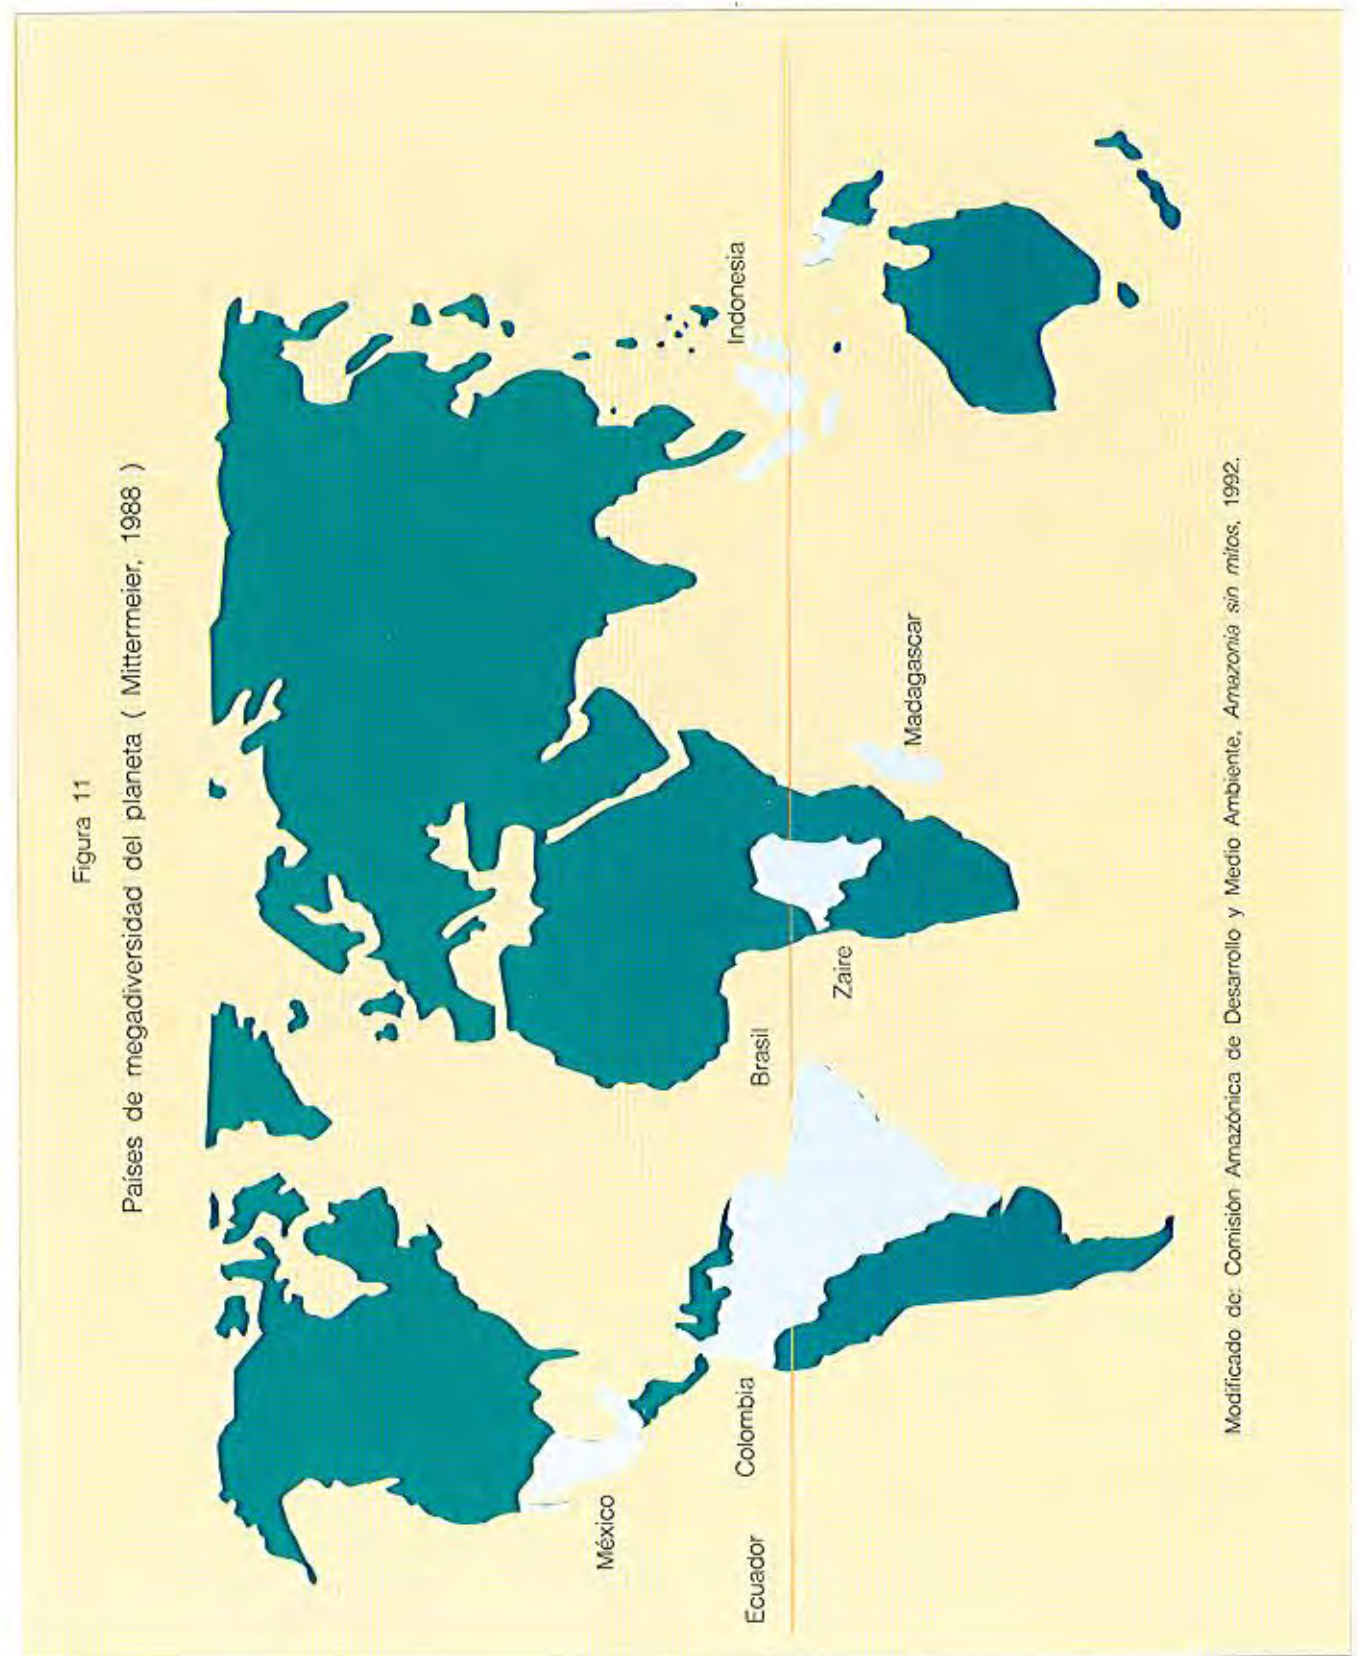 Figura 11
Países de megadiversidad del planeta ( Mittermeier, 1988 )
Indonesia
México
Colombia
Ecuador
Brasil
Zaire
Madagascar
Modificado de: Comisión Amazónica de Desarrollo y Medio Ambiente, Amazonia sin mitos, 1992.